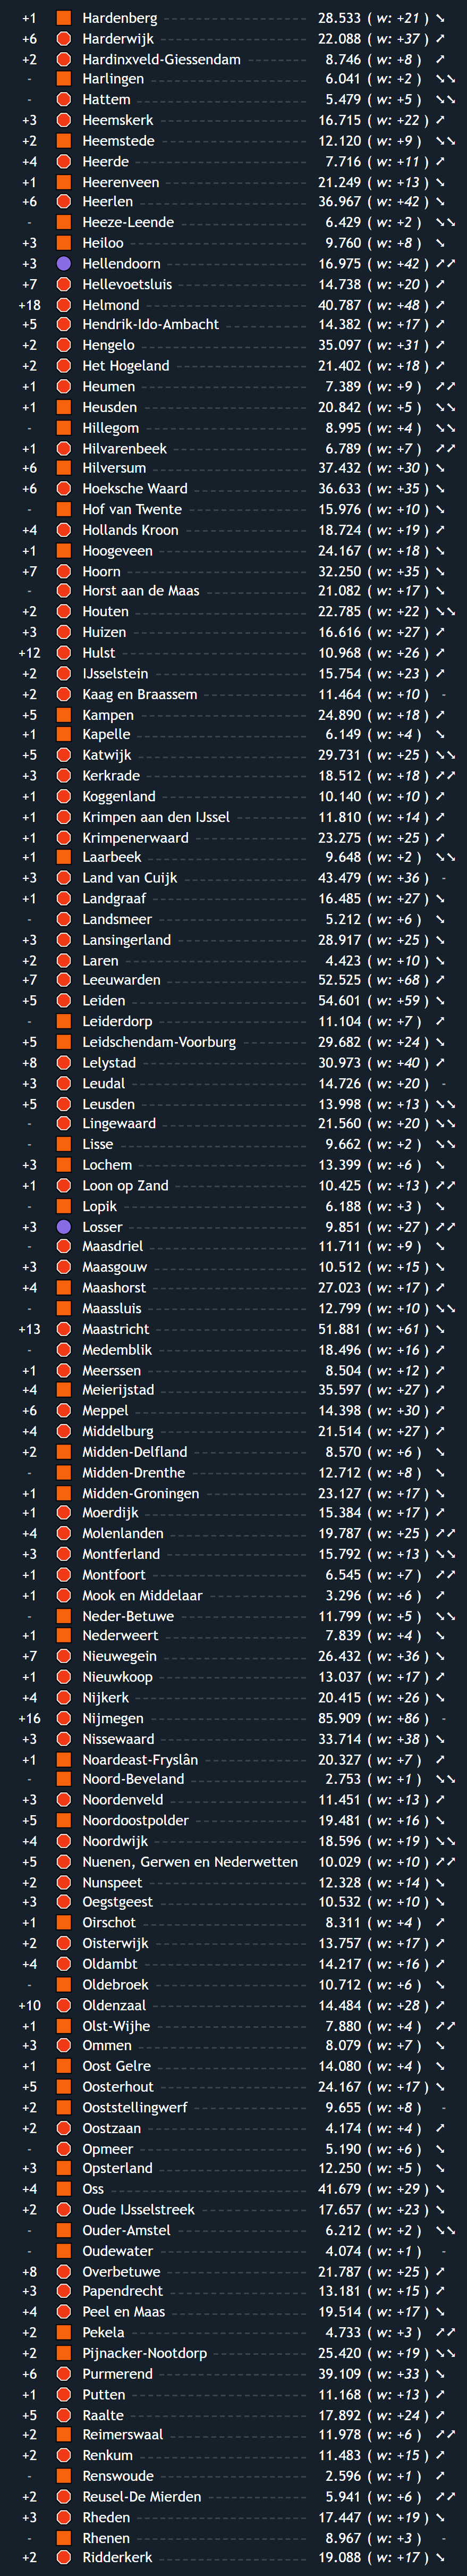 +1 Hardenberg 28.533 ( w: +21 ) ↘
+6 Harderwijk 22.088 ( w: +37 ) ↗
+2 Hardinxveld-Giessendam 8.746 ( w: +8 ) ↗
- Harlingen 6.041 ( w: +2 ) ↘↘
- Hattem 5.479 ( w: +5 ) ↘↘
+3 Heemskerk 16.715 ( w: +22 ) ↗
+2 Heemstede 12.120 ( w: +9 ) ↘↘
+4 Heerde 7.716 ( w: +11 ) ↗
+1 Heerenveen 21.249 ( w: +13 ) ↘
+6 Heerlen 36.967 ( w: +42 ) ↘
- Heeze-Leende 6.429 ( w: +2 ) ↘↘
+3 Heiloo 9.760 ( w: +8 ) ↘
+3 Hellendoorn 16.975 ( w: +42 ) ↗↗
+7 Hellevoetsluis 14.738 ( w: +20 ) ↗
+18 Helmond 40.787 ( w: +48 ) ↗
+5 Hendrik-Ido-Ambacht 14.382 ( w: +17 ) ↗
+2 Hengelo 35.097 ( w: +31 ) ↗
+2 Het Hogeland 21.402 ( w: +18 ) ↗
+1 Heumen 7.389 ( w: +9 ) ↗↗
+1 Heusden 20.842 ( w: +5 ) ↘↘
- Hillegom 8.995 ( w: +4 ) ↘↘
+1 Hilvarenbeek 6.789 ( w: +7 ) ↗↗
+6 Hilversum 37.432 ( w: +30 ) ↘
+6 Hoeksche Waard 36.633 ( w: +35 ) ↘
- Hof van Twente 15.976 ( w: +10 ) ↘
+4 Hollands Kroon 18.724 ( w: +19 ) ↗
+1 Hoogeveen 24.167 ( w: +18 ) ↘
+7 Hoorn 32.250 ( w: +35 ) ↘
- Horst aan de Maas 21.082 ( w: +17 ) ↘
+2 Houten 22.785 ( w: +22 ) ↘↘
+3 Huizen 16.616 ( w: +27 ) ↗
+12 Hulst 10.968 ( w: +26 ) ↗
+2 IJsselstein 15.754 ( w: +23 ) ↗
+2 Kaag en Braassem 11.464 ( w: +10 ) -
+5 Kampen 24.890 ( w: +18 ) ↗
+1 Kapelle 6.149 ( w: +4 ) ↘
+5 Katwijk 29.731 ( w: +25 ) ↘↘
+3 Kerkrade 18.512 ( w: +18 ) ↗↗
+1 Koggenland 10.140 ( w: +10 ) ↗
+1 Krimpen aan den IJssel 11.810 ( w: +14 ) ↗
+1 Krimpenerwaard 23.275 ( w: +25 ) ↗
+1 Laarbeek 9.648 ( w: +2 ) ↘↘
+3 Land van Cuijk 43.479 ( w: +36 ) -
+1 Landgraaf 16.485 ( w: +27 ) ↘
- Landsmeer 5.212 ( w: +6 ) ↘
+3 Lansingerland 28.917 ( w: +25 ) ↘
+2 Laren 4.423 ( w: +10 ) ↘
+7 Leeuwarden 52.525 ( w: +68 ) ↗
+5 Leiden 54.601 ( w: +59 ) ↘
- Leiderdorp 11.104 ( w: +7 ) ↗
+5 Leidschendam-Voorburg 29.682 ( w: +24 ) ↘
+8 Lelystad 30.973 ( w: +40 ) ↗
+3 Leudal 14.726 ( w: +20 ) -
+5 Leusden 13.998 ( w: +13 ) ↘↘
- Lingewaard 21.560 ( w: +20 ) ↘↘
- Lisse 9.662 ( w: +2 ) ↘↘
+3 Lochem 13.399 ( w: +6 ) ↘
+1 Loon op Zand 10.425 ( w: +13 ) ↗↗
- Lopik 6.188 ( w: +3 ) ↘
+3 Losser 9.851 ( w: +27 ) ↗↗
- Maasdriel 11.711 ( w: +9 ) ↘
+3 Maasgouw 10.512 ( w: +15 ) ↘
+4 Maashorst 27.023 ( w: +17 ) ↗
- Maassluis 12.799 ( w: +10 ) ↘↘
+13 Maastricht 51.881 ( w: +61 ) ↘
- Medemblik 18.496 ( w: +16 ) ↗
+1 Meerssen 8.504 ( w: +12 ) ↗
+4 Meierijstad 35.597 ( w: +27 ) ↗
+6 Meppel 14.398 ( w: +30 ) ↗
+4 Middelburg 21.514 ( w: +27 ) ↗
+2 Midden-Delfland 8.570 ( w: +6 ) ↘
- Midden-Drenthe 12.712 ( w: +8 ) ↘
+1 Midden-Groningen 23.127 ( w: +17 ) ↘
+1 Moerdijk 15.384 ( w: +17 ) ↗
+4 Molenlanden 19.787 ( w: +25 ) ↗↗
+3 Montferland 15.792 ( w: +13 ) ↘↘
+1 Montfoort 6.545 ( w: +7 ) ↗↗
+1 Mook en Middelaar 3.296 ( w: +6 ) ↗
- Neder-Betuwe 11.799 ( w: +5 ) ↘↘
+1 Nederweert 7.839 ( w: +4 ) ↘
+7 Nieuwegein 26.432 ( w: +36 ) ↘
+1 Nieuwkoop 13.037 ( w: +17 ) ↗
+4 Nijkerk 20.415 ( w: +26 ) ↘
+16 Nijmegen 85.909 ( w: +86 ) -
+3 Nissewaard 33.714 ( w: +38 ) ↘
+1 Noardeast-Fryslân 20.327 ( w: +7 ) ↗
- Noord-Beveland 2.753 ( w: +1 ) ↘↘
+3 Noordenveld 11.451 ( w: +13 ) ↗
+5 Noordoostpolder 19.481 ( w: +16 ) ↘
+4 Noordwijk 18.596 ( w: +19 ) ↘↘
+5 Nuenen, Gerwen en Nederwetten 10.029 ( w: +10 ) ↗↗
+2 Nunspeet 12.328 ( w: +14 ) ↘
+3 Oegstgeest 10.532 ( w: +10 ) ↘
+1 Oirschot 8.311 ( w: +4 ) ↗
+2 Oisterwijk 13.757 ( w: +17 ) ↗
+4 Oldambt 14.217 ( w: +16 ) ↗
- Oldebroek 10.712 ( w: +6 ) ↘
+10 Oldenzaal 14.484 ( w: +28 ) ↗
+1 Olst-Wijhe 7.880 ( w: +4 ) ↗↗
+3 Ommen 8.079 ( w: +7 ) ↘
+1 Oost Gelre 14.080 ( w: +4 ) ↘
+5 Oosterhout 24.167 ( w: +17 ) ↘
+2 Ooststellingwerf 9.655 ( w: +8 ) -
+2 Oostzaan 4.174 ( w: +4 ) ↗
- Opmeer 5.190 ( w: +6 ) ↘
+3 Opsterland 12.250 ( w: +5 ) ↘
+4 Oss 41.679 ( w: +29 ) ↘
+2 Oude IJsselstreek 17.657 ( w: +23 ) ↘
- Ouder-Amstel 6.212 ( w: +2 ) ↘↘
- Oudewater 4.074 ( w: +1 ) -
+8 Overbetuwe 21.787 ( w: +25 ) ↗
+3 Papendrecht 13.181 ( w: +15 ) ↗
+4 Peel en Maas 19.514 ( w: +17 ) ↘
+2 Pekela 4.733 ( w: +3 ) ↗↗
+2 Pijnacker-Nootdorp 25.420 ( w: +19 ) ↘↘
+6 Purmerend 39.109 ( w: +33 ) ↘
+1 Putten 11.168 ( w: +13 ) ↗
+5 Raalte 17.892 ( w: +24 ) ↗
+2 Reimerswaal 11.978 ( w: +6 ) ↗↗
+2 Renkum 11.483 ( w: +15 ) ↗
- Renswoude 2.596 ( w: +1 ) ↗
+2 Reusel-De Mierden 5.941 ( w: +6 ) ↗↗
+3 Rheden 17.447 ( w: +19 ) ↘
- Rhenen 8.967 ( w: +3 ) -
+2 Ridderkerk 19.088 ( w: +17 ) ↘